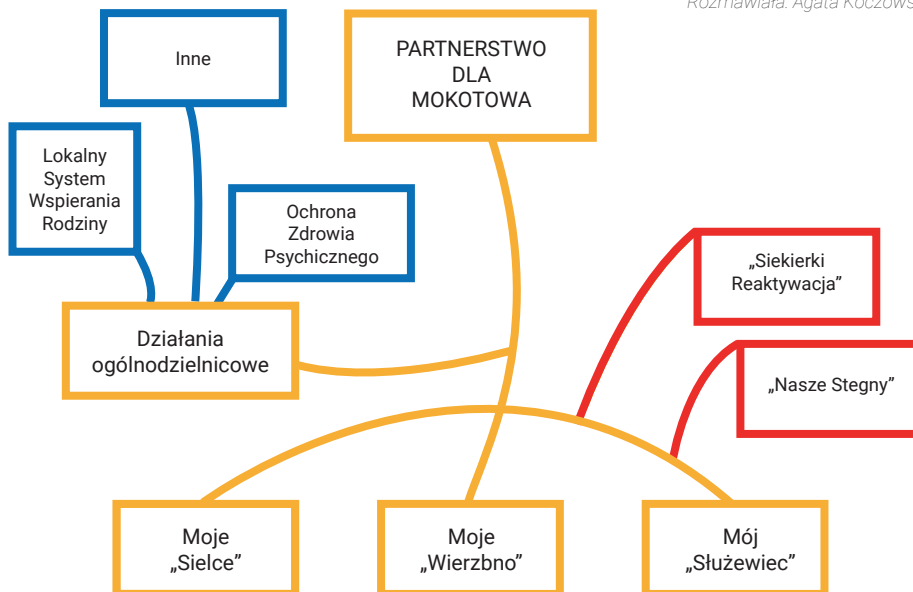 Rozmawiała: Agata
Inne
PARTNERSTWO
DLA
MOKOTOWA
Lokalny
System
Wspierania
Rodziny
Ochrona
Zdrowia
Psychicznego
„Siekierki
Reaktywacja”
Działania
ogólnodzielnicowe
„Nasze Stegny”
Moje
„Sielce”
Moje
„Wierzbno”
Mój
„Służewiec”